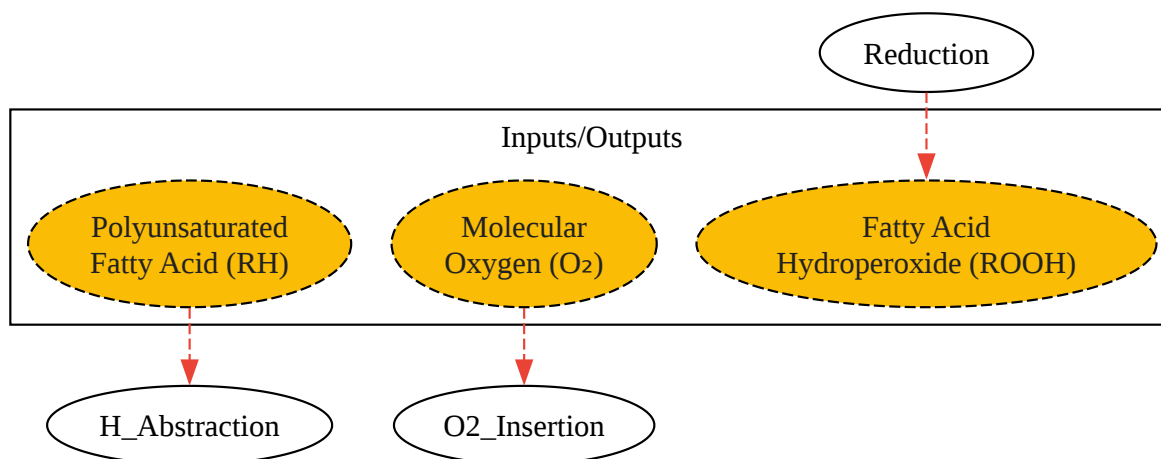 Reduction
Inputs/Outputs
Polyunsaturated
Fatty Acid (RH)
Molecular
Oxygen (O₂)
Fatty Acid
Hydroperoxide (ROOH)
H_Abstraction
O2_Insertion